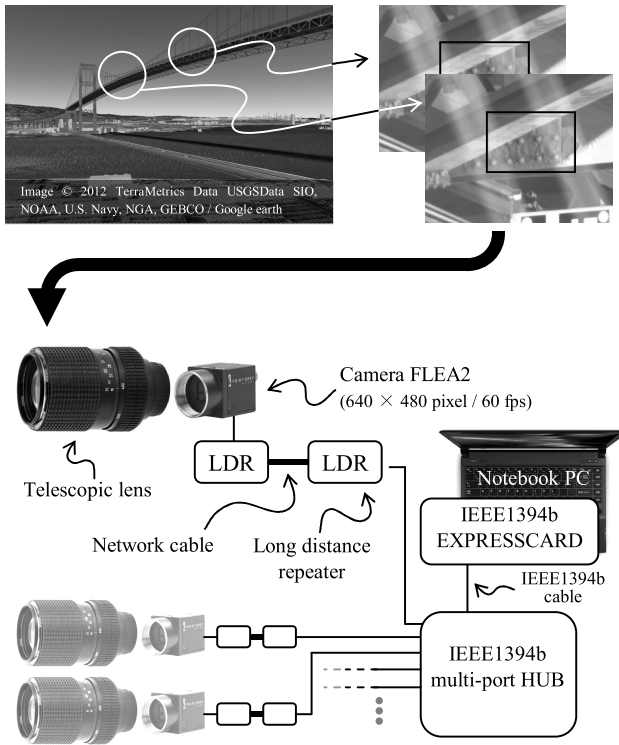 Image © 2012 TerraMetrics Data USGSData SIO,
NOAA, U.S. Navy, NGA, GEBCO / Google earth
Camera FLEA2
(640 × 480 pixel / 60 fps)
POINT GREY
LDR
LDR
Telescopic lens
Notebook PC
Network cable
Long distance
repeater
IEEE1394b
EXPRESSCARD
IEEE1394b
cable
IEEE1394b
multi-port HUB